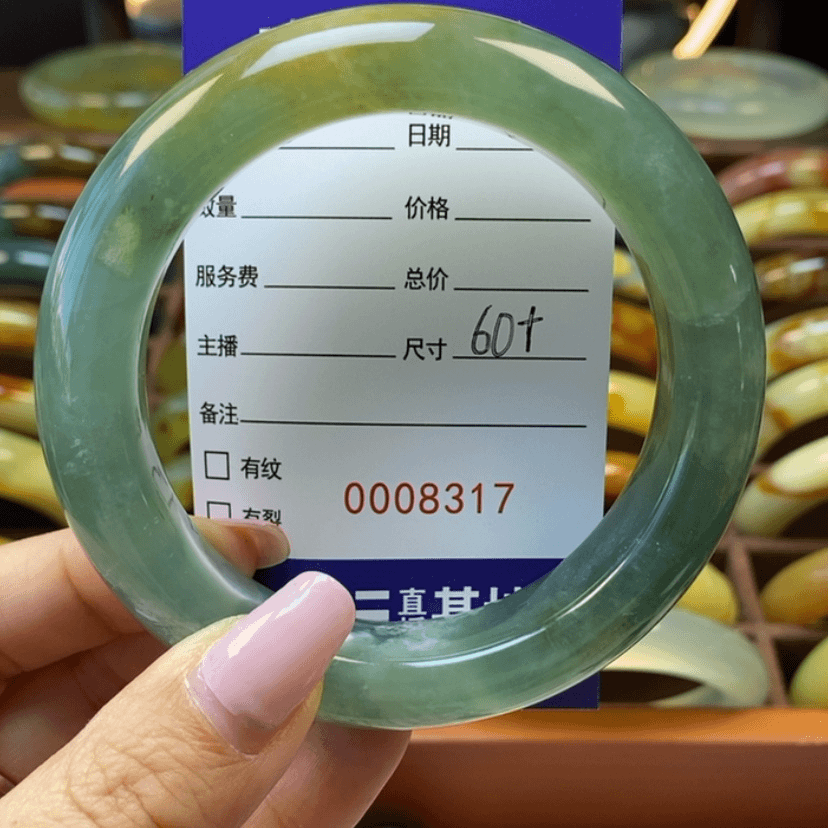 日期
数量 价格
服务费 总价
主播 尺寸 60+
备注
有纹
0008317
有裂
真